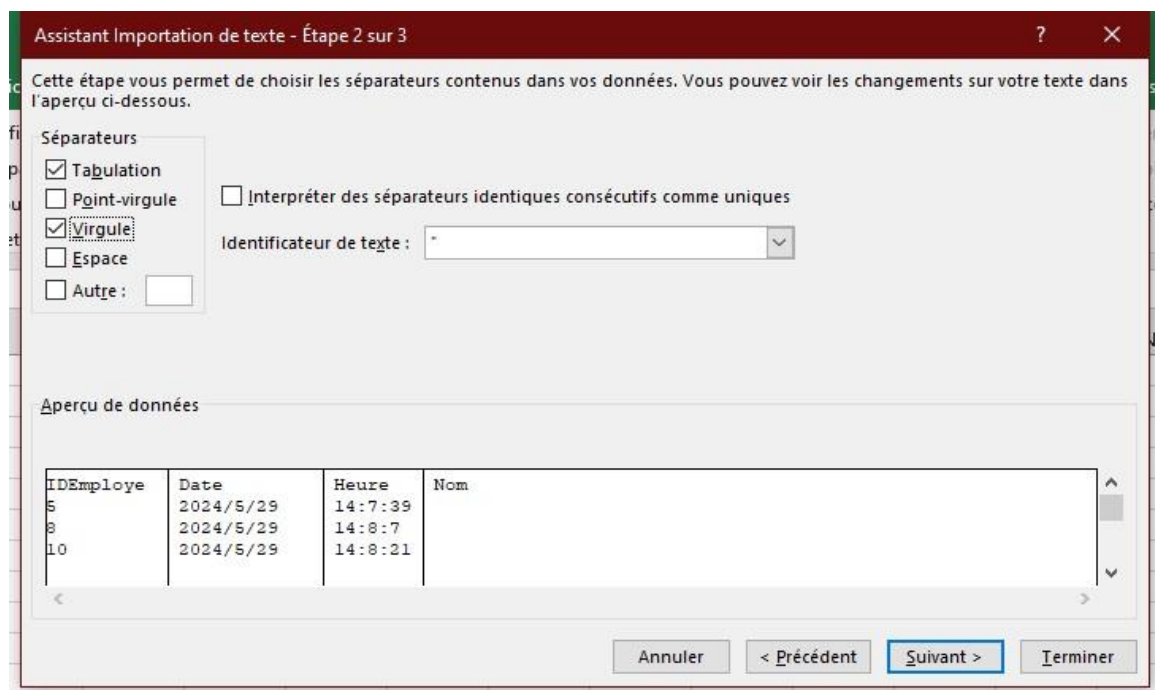 Assistant Importation de texte - Étape 2 sur 3
?
Cette étape vous permet de choisir les séparateurs contenus dans vos données. Vous pouvez voir les changements sur votre texte dans
l'aperçu ci-dessous.
Séparateurs
Tabulation
Point-virgule
Virgule
Espace
Autre :
Interpréter des séparateurs identiques consécutifs comme uniques
Identificateur de texte : "
Aperçu de données
IDEmploye Date Heure Nom
5 2024/5/29 14:7:39
8 2024/5/29 14:8:7
10 2024/5/29 14:8:21
Annuler < Précédent Suivant > Terminer